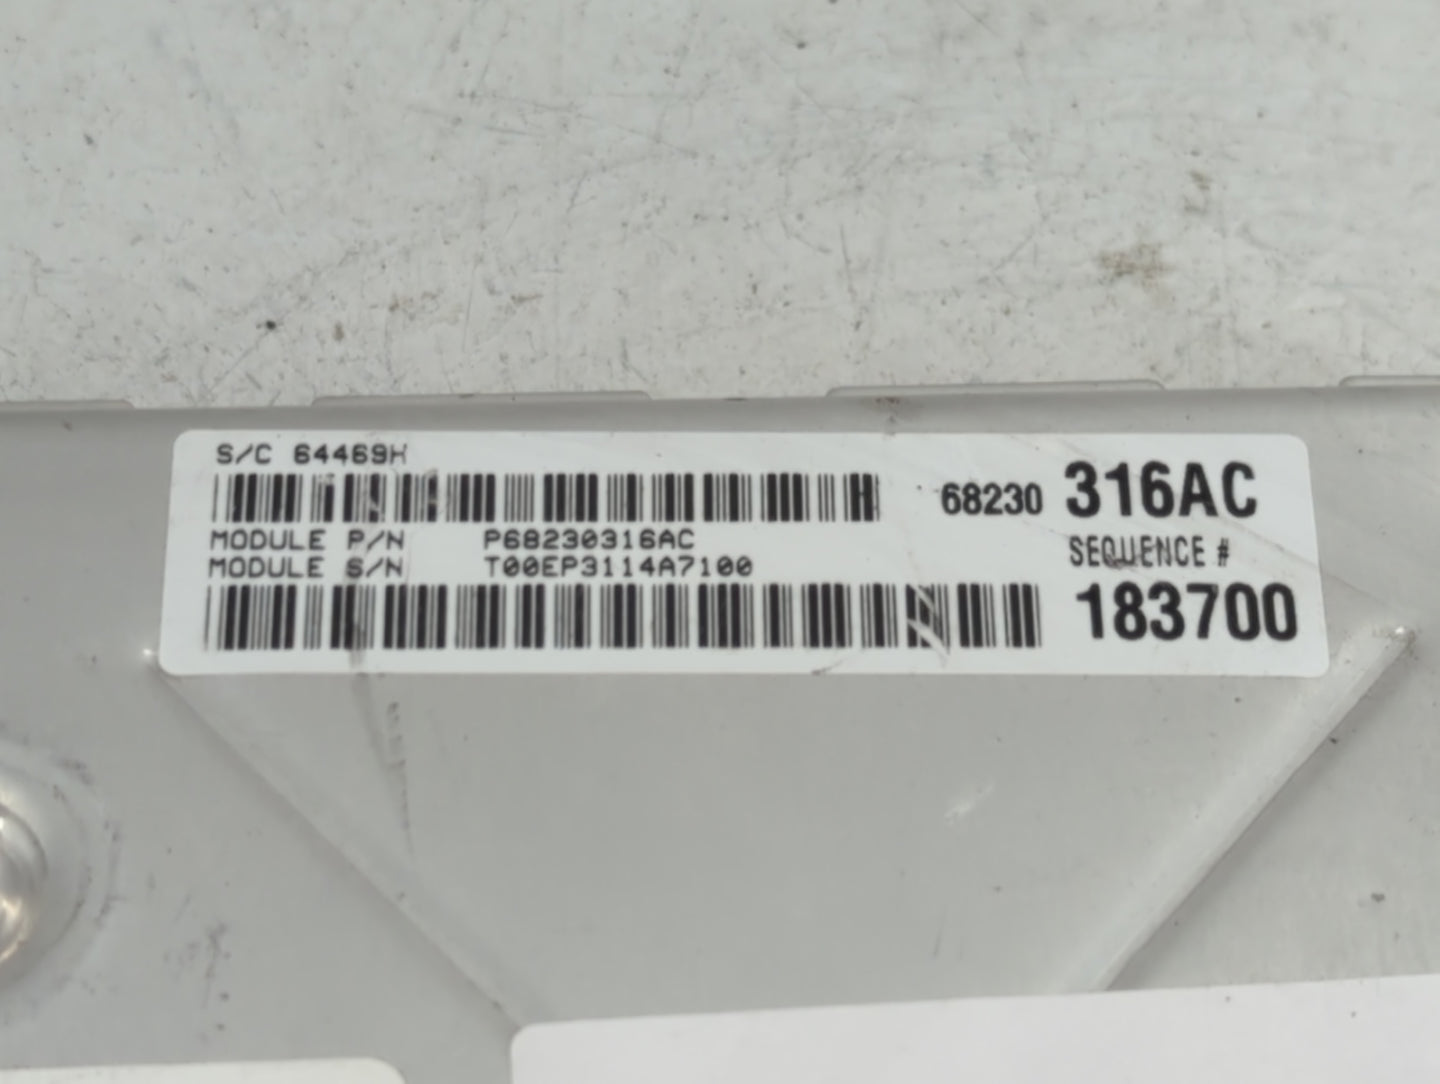 S/C 64469H
68230 316AC
MODULE P/N P68230316AC
MODULE S/N T00EP3114A7100
SEQUENCE #
183700